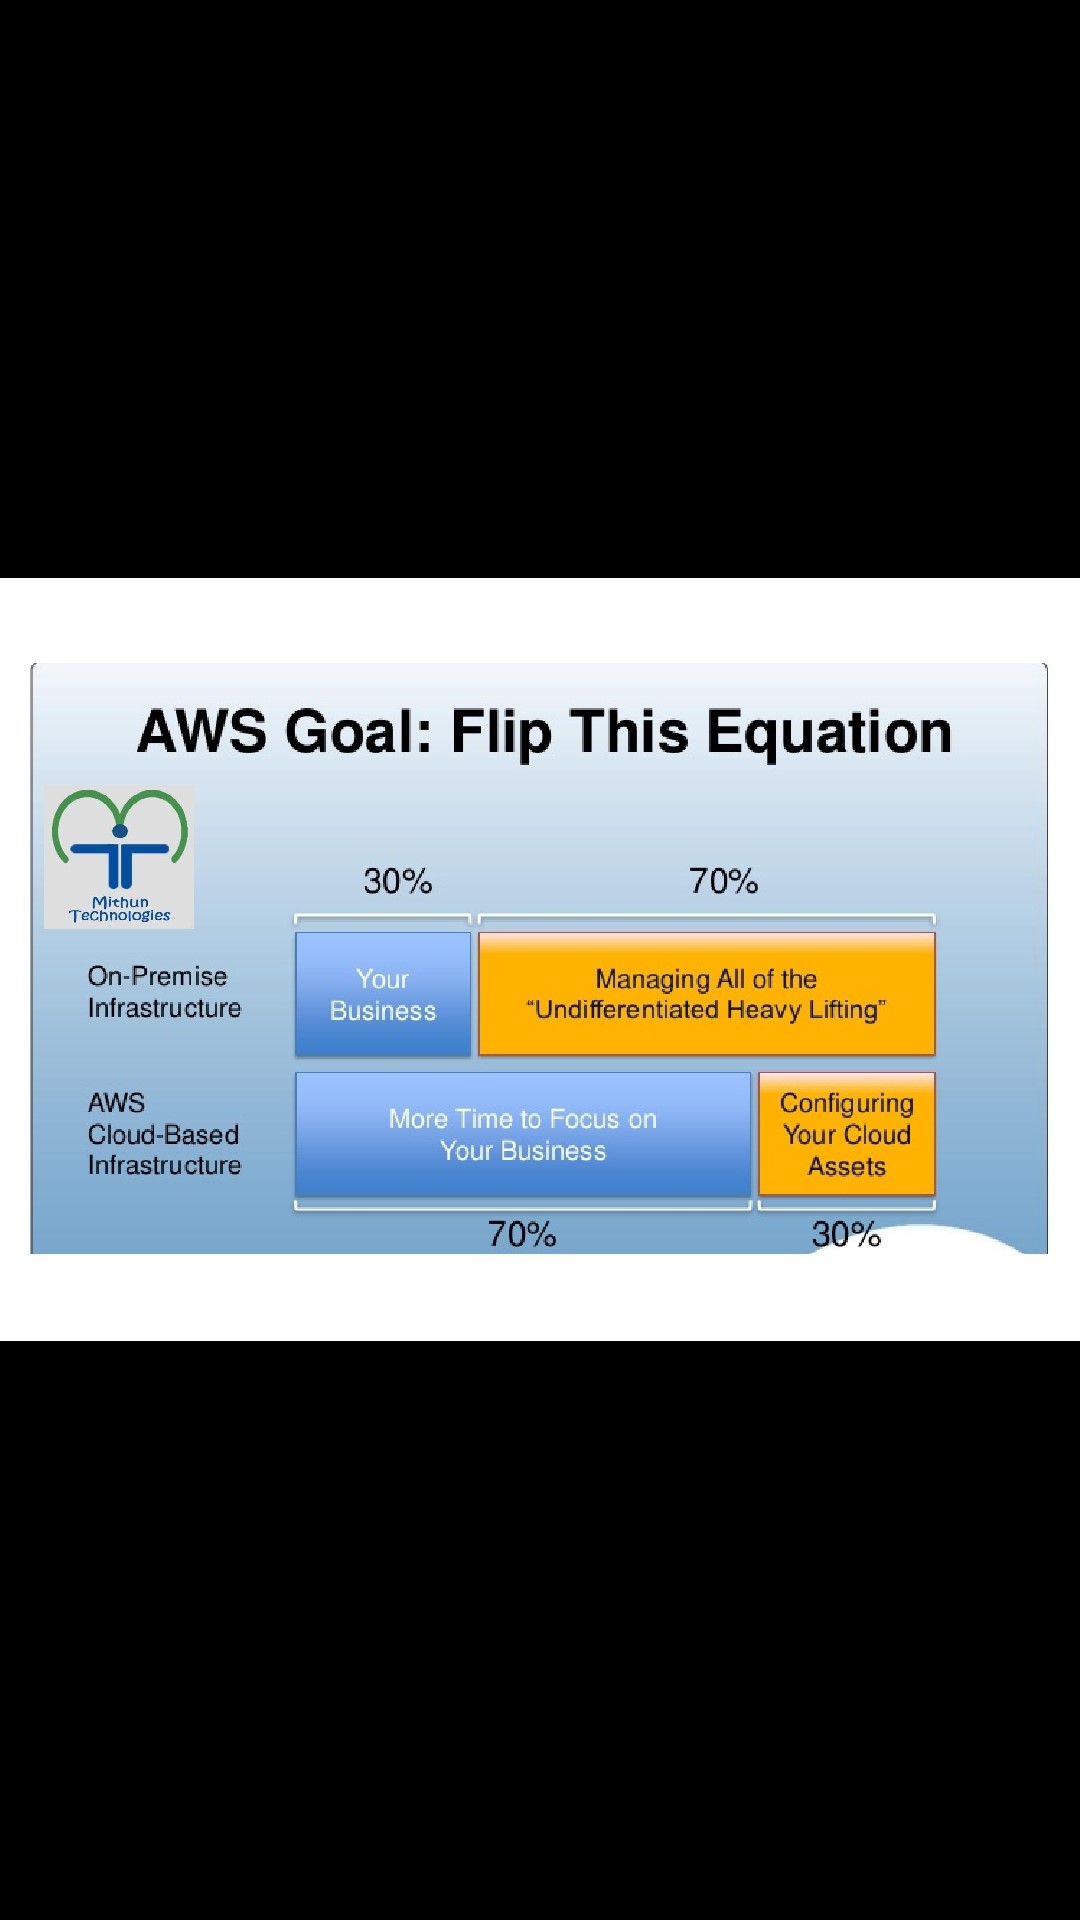 AWS Goal: Flip This Equation
Mithun
Technologies
30%
70%
On-Premise
Infrastructure
Your
Business
Managing All of the
“Undifferentiated Heavy Lifting”
AWS
Cloud-Based
Infrastructure
More Time to Focus on
Your Business
Configuring
Your Cloud
Assets
70%
30%